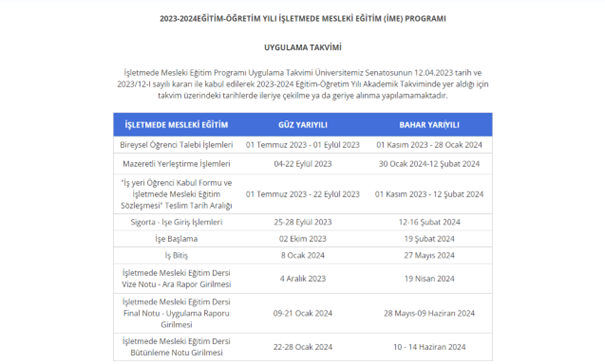 2023-2024EĞİTİM-ÖĞRETİM YILI İŞLETMEDE MESLEKİ EĞİTİM (İME) PROGRAMI
UYGULAMA TAKVİMİ
İşletmede Mesleki Eğitim Programı Uygulama Takvimi Üniversitemiz Senatosunun 12.04.2023 tarih ve
2023/12-I sayılı kararı ile kabul edilerek 2023-2024 Eğitim-Öğretim Yılı Akademik Takviminde yer aldığı için
takvim üzerindeki tarihlerde ileriye çekilme ya da geriye alınma yapılamamaktadır.
İŞLETMEDE MESLEKİ EĞİTİM GÜZ YARIYILI BAHAR YARIYILI
Bireysel Öğrenci Talebi İşlemleri 01 Temmuz 2023 - 01 Eylül 2023 01 Kasım 2023 - 28 Ocak 2024
Mazeretli Yerleştirme İşlemleri 04-22 Eylül 2023 30 Ocak 2024-12 Şubat 2024
"İş yeri Öğrenci Kabul Formu ve
İşletmede Mesleki Eğitim
Sözleşmesi" Teslim Tarih Aralığı 01 Temmuz 2023 - 22 Eylül 2023 01 Kasım 2023 - 12 Şubat 2024
Sigorta - İşe Giriş İşlemleri 25-28 Eylül 2023 12-16 Şubat 2024
İşe Başlama 02 Ekim 2023 19 Şubat 2024
İş Bitiş 8 Ocak 2024 27 Mayıs 2024
İşletmede Mesleki Eğitim Dersi
Vize Notu - Ara Rapor Girilmesi 4 Aralık 2023 19 Nisan 2024
İşletmede Mesleki Eğitim Dersi
Final Notu - Uygulama Raporu
Girilmesi 09-21 Ocak 2024 28 Mayıs-09 Haziran 2024
İşletmede Mesleki Eğitim Dersi
Bütünleme Notu Girilmesi 22-28 Ocak 2024 10 - 14 Haziran 2024